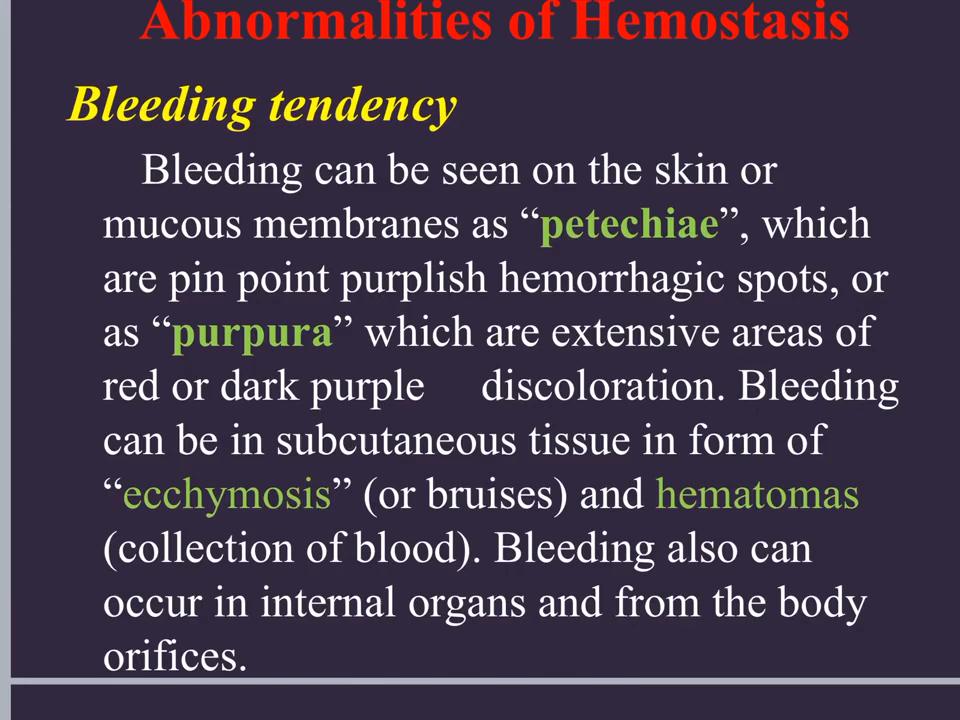 Abnormalities of Hemostasis
Bleeding tendency
Bleeding can be seen on the skin or
mucous membranes as “petechiae”, which
are pin point purplish hemorrhagic spots, or
as “purpura” which are extensive areas of
red or dark purple discoloration. Bleeding
can be in subcutaneous tissue in form of
“ecchymosis” (or bruises) and hematomas
(collection of blood). Bleeding also can
occur in internal organs and from the body
orifices.